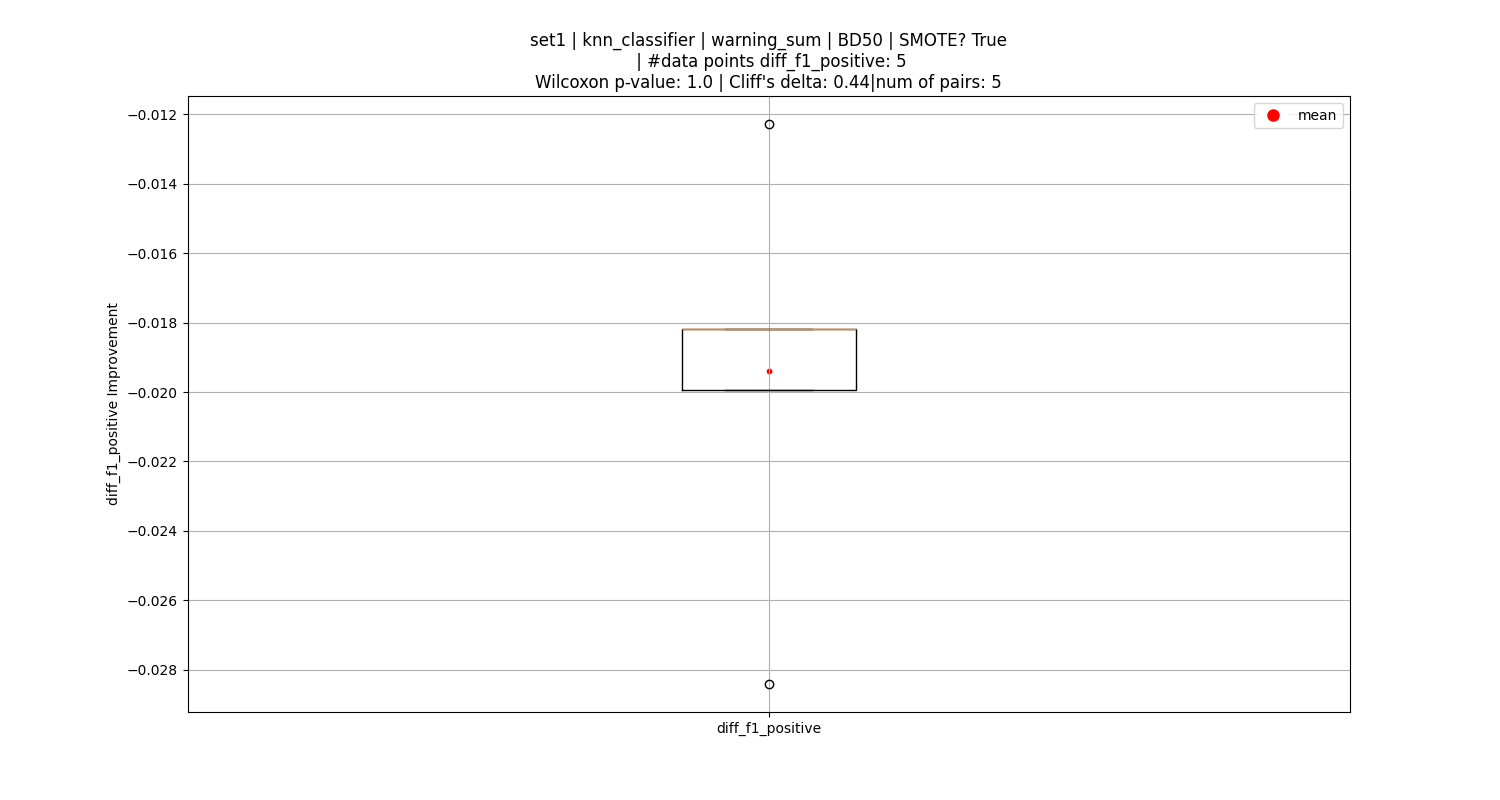 set1 | knn_classifier | warning_sum | BD50 | SMOTE? True
| #data points diff_f1_positive: 5
Wilcoxon p-value: 1.0 | Cliff's delta: 0.44|num of pairs: 5
mean
−0.012
−0.014
−0.016
−0.018
−0.020
−0.022
−0.024
−0.026
−0.028
diff_f1_positive Improvement
diff_f1_positive